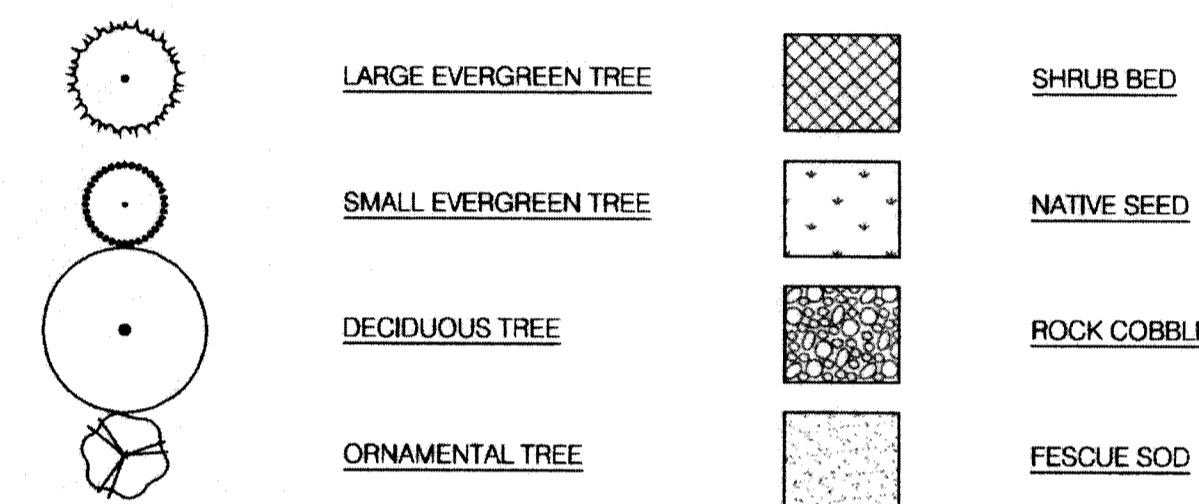 LARGE EVERGREEN TREE
SHRUB BED
SMALL EVERGREEN TREE
NATIVE SEED
DECIDUOUS TREE
ROCK COBBL
ORNAMENTAL TREE
FESCUE SOD